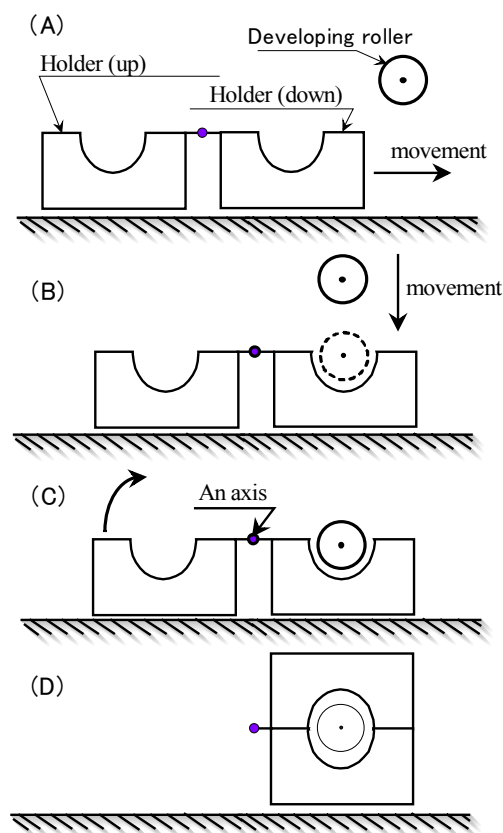 (A)
Developing roller
Holder (up)
Holder (down)
movement
(B)
movement
(C)
An axis
(D)